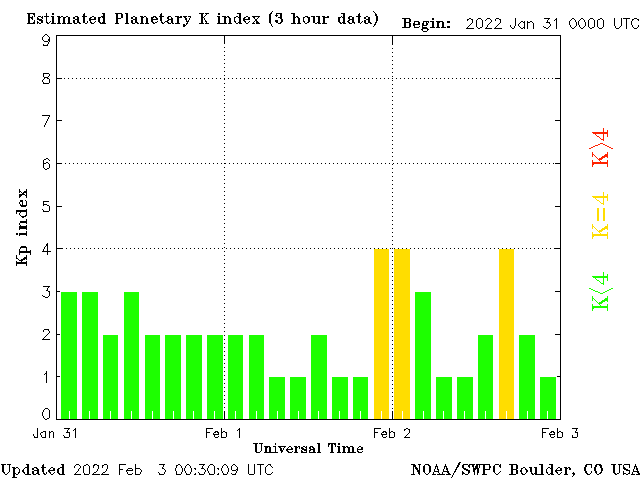 Estimated Planetary K index (3 hour data) Begin: 2022 Jan 31 0000 UTC
9
8
7
6
5
4
3
2
1
0
Kp index
K>4
K=4
K<4
Jan 31 Feb 1 Feb 2 Feb 3
Universal Time
Updated 2022 Feb 3 00:30:09 UTC NOAA/SWPC Boulder, CO USA